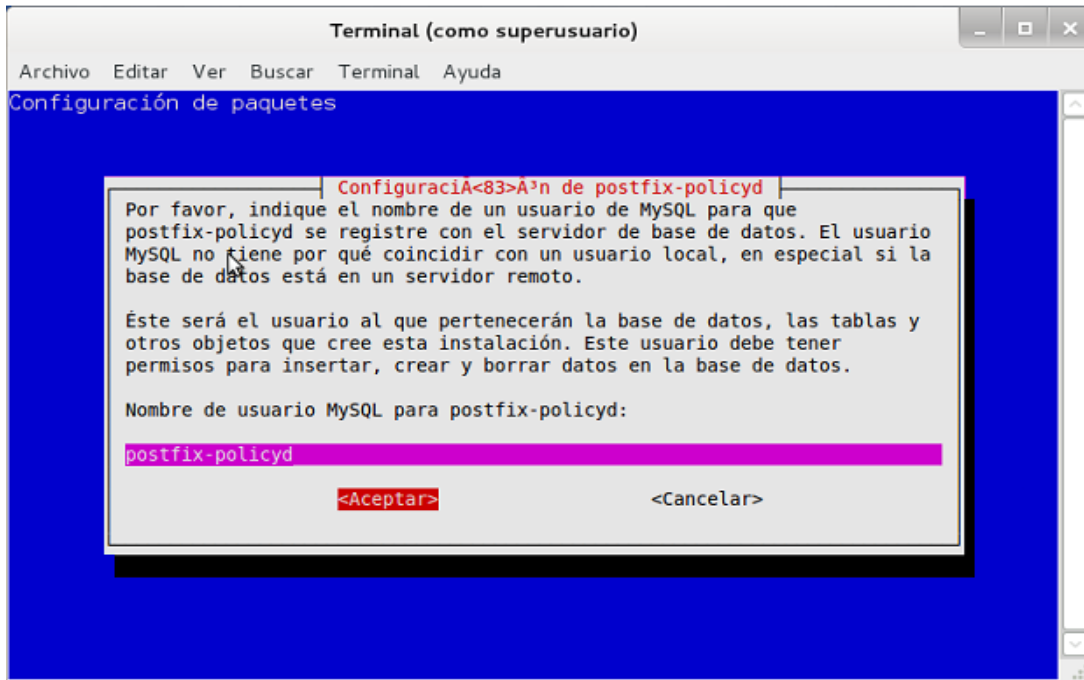 Terminal (como superusuario)
Archivo Editar Ver Buscar Terminal Ayuda
Configuración de paquetes
ConfiguraciÃ<83>Â³n de postfix-policyd
Por favor, indique el nombre de un usuario de MySQL para que
postfix-policyd se registre con el servidor de base de datos. El usuario
MySQL no tiene por qué coincidir con un usuario local, en especial si la
base de datos está en un servidor remoto.
Éste será el usuario al que pertenecerán la base de datos, las tablas y
otros objetos que cree esta instalación. Este usuario debe tener
permisos para insertar, crear y borrar datos en la base de datos.
Nombre de usuario MySQL para postfix-policyd:
postfix-policyd
<Aceptar> <Cancelar>